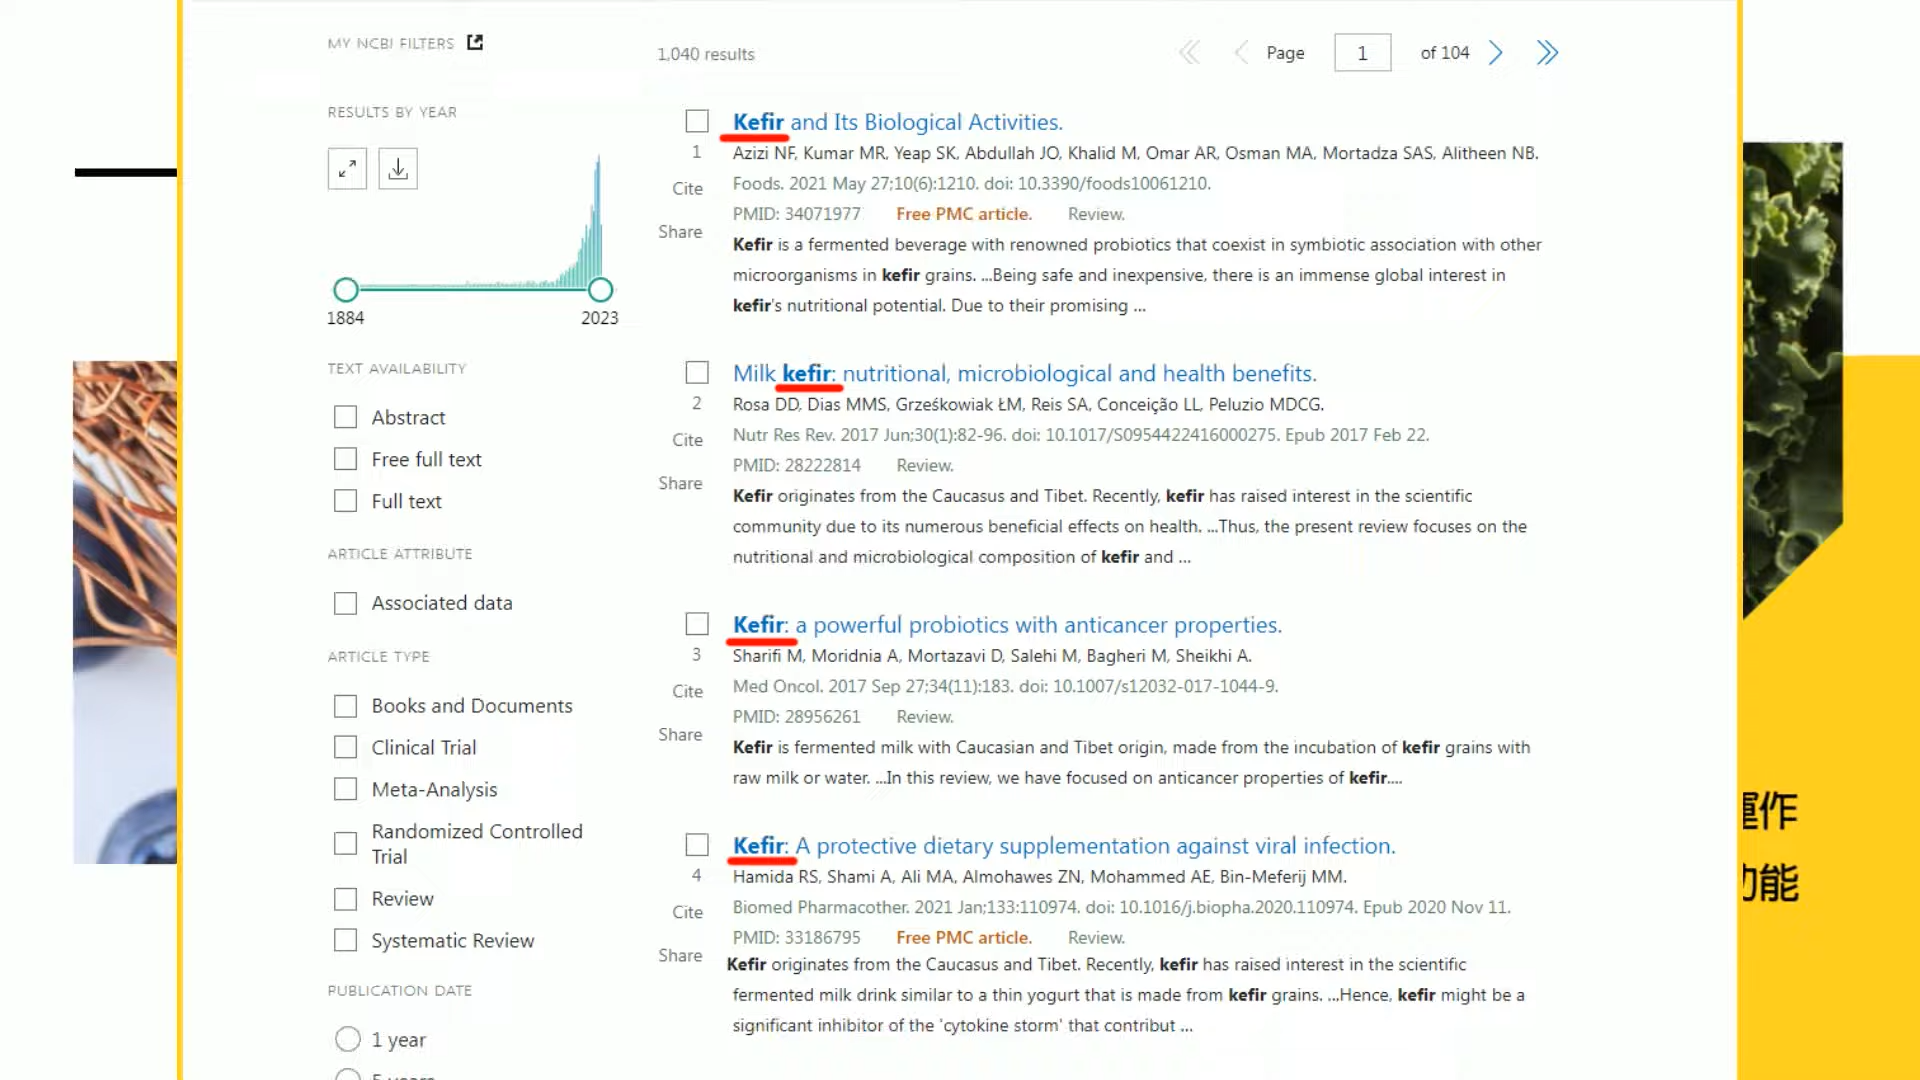 MY NCBI FILTERS
1,040 results
Page 1 of 104
RESULTS BY YEAR
1884
2023
TEXT AVAILABILITY
Abstract
Free full text
Full text
ARTICLE ATTRIBUTE
Associated data
ARTICLE TYPE
Books and Documents
Clinical Trial
Meta-Analysis
Randomized Controlled
Trial
Review
Systematic Review
PUBLICATION DATE
1 year
5 years
Kefir and Its Biological Activities.
1
Azizi NF, Kumar MR, Yeap SK, Abdullah JO, Khalid M, Omar AR, Osman MA, Mortadza SAS, Alitheen NB.
Cite
Foods. 2021 May 27;10(6):1210. doi: 10.3390/foods10061210.
PMID: 34071977 Free PMC article. Review.
Share
Kefir is a fermented beverage with renowned probiotics that coexist in symbiotic association with other
microorganisms in kefir grains. ...Being safe and inexpensive, there is an immense global interest in
kefir's nutritional potential. Due to their promising ...
Milk kefir: nutritional, microbiological and health benefits.
2
Rosa DD, Dias MMS, Grześkowiak ŁM, Reis SA, Conceição LL, Peluzio MDCG.
Cite
Nutr Res Rev. 2017 Jun;30(1):82-96. doi: 10.1017/S0954422416000275. Epub 2017 Feb 22.
PMID: 28222814 Review.
Share
Kefir originates from the Caucasus and Tibet. Recently, kefir has raised interest in the scientific
community due to its numerous beneficial effects on health. ...Thus, the present review focuses on the
nutritional and microbiological composition of kefir and ...
Kefir: a powerful probiotics with anticancer properties.
3
Sharifi M, Moridnia A, Mortazavi D, Salehi M, Bagheri M, Sheikhi A.
Cite
Med Oncol. 2017 Sep 27;34(11):183. doi: 10.1007/s12032-017-1044-9.
PMID: 28956261 Review.
Share
Kefir is fermented milk with Caucasian and Tibet origin, made from the incubation of kefir grains with
raw milk or water. ...In this review, we have focused on anticancer properties of kefir....
Kefir: A protective dietary supplementation against viral infection.
4
Hamida RS, Shami A, Ali MA, Almohawes ZN, Mohammed AE, Bin-Meferij MM.
Cite
Biomed Pharmacother. 2021 Jan;133:110974. doi: 10.1016/j.biopha.2020.110974. Epub 2020 Nov 11.
PMID: 33186795 Free PMC article. Review.
Share
Kefir originates from the Caucasus and Tibet. Recently, kefir has raised interest in the scientific
fermented milk drink similar to a thin yogurt that is made from kefir grains. ...Hence, kefir might be a
significant inhibitor of the 'cytokine storm' that contribut ...
運作
功能